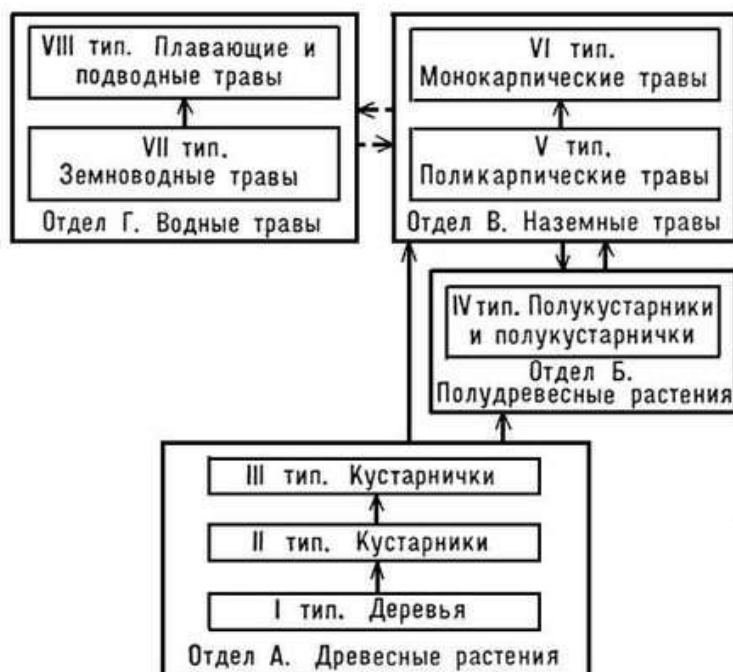 VIII тип. Плавающие и
подводные травы
VII тип.
Земноводные травы
Отдел Г. Водные травы
VI тип.
Монокарпические травы
V тип.
Поликарпические травы
Отдел В. Наземные травы
IV тип. Полукустарники
и полукустарнички
Отдел Б.
Полудревесные растения
III тип. Кустарнички
II тип. Кустарники
I тип. Деревья
Отдел А. Древесные растения